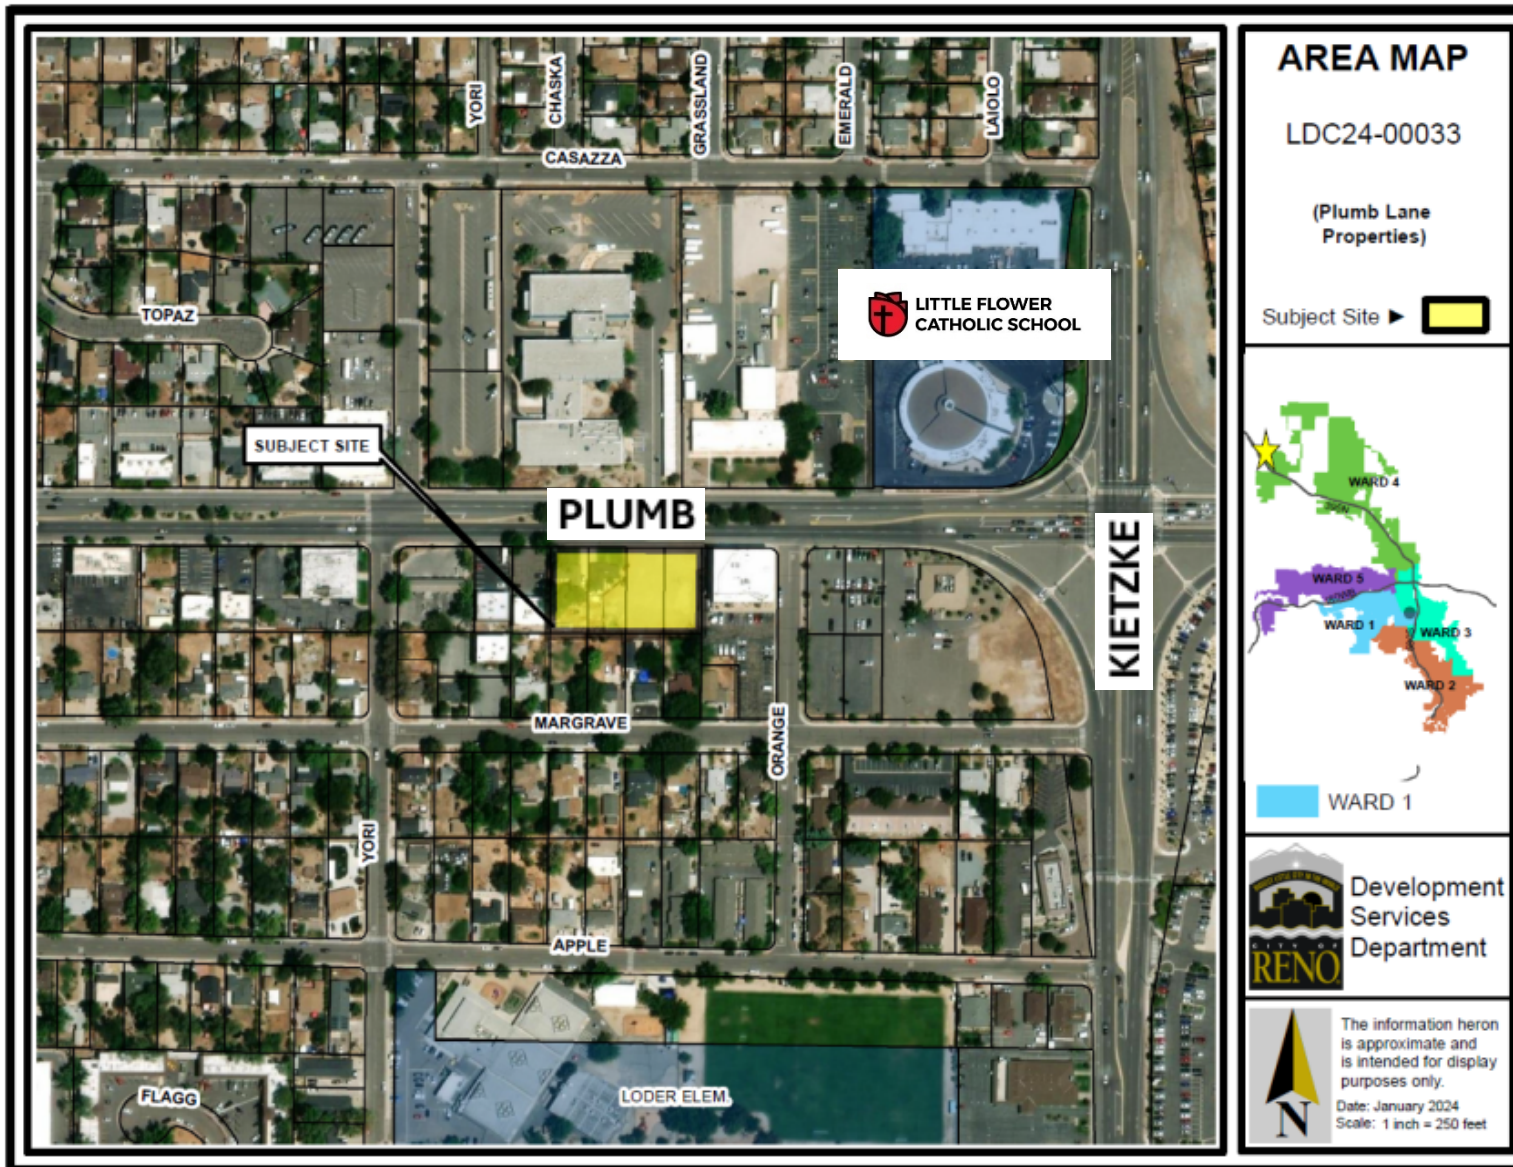 YORI
CHASKA
GRASSLAND
EMERALD
LAIOLO
CASAZZA
TOPAZ
LITTLE FLOWER
CATHOLIC SCHOOL
SUBJECT SITE
PLUMB
KIETZKE
MARGRAVE
ORANGE
YORI
APPLE
FLAGG
LODER ELEM.
AREA MAP
LDC24-00033
(Plumb Lane
Properties)
Subject Site ►
WARD 4
WARD 5
WARD 1
WARD 3
WARD 2
WARD 1
CITY OF
RENO
Development
Services
Department
N
The information heron
is approximate and
is intended for display
purposes only.
Date: January 2024
Scale: 1 inch = 250 feet